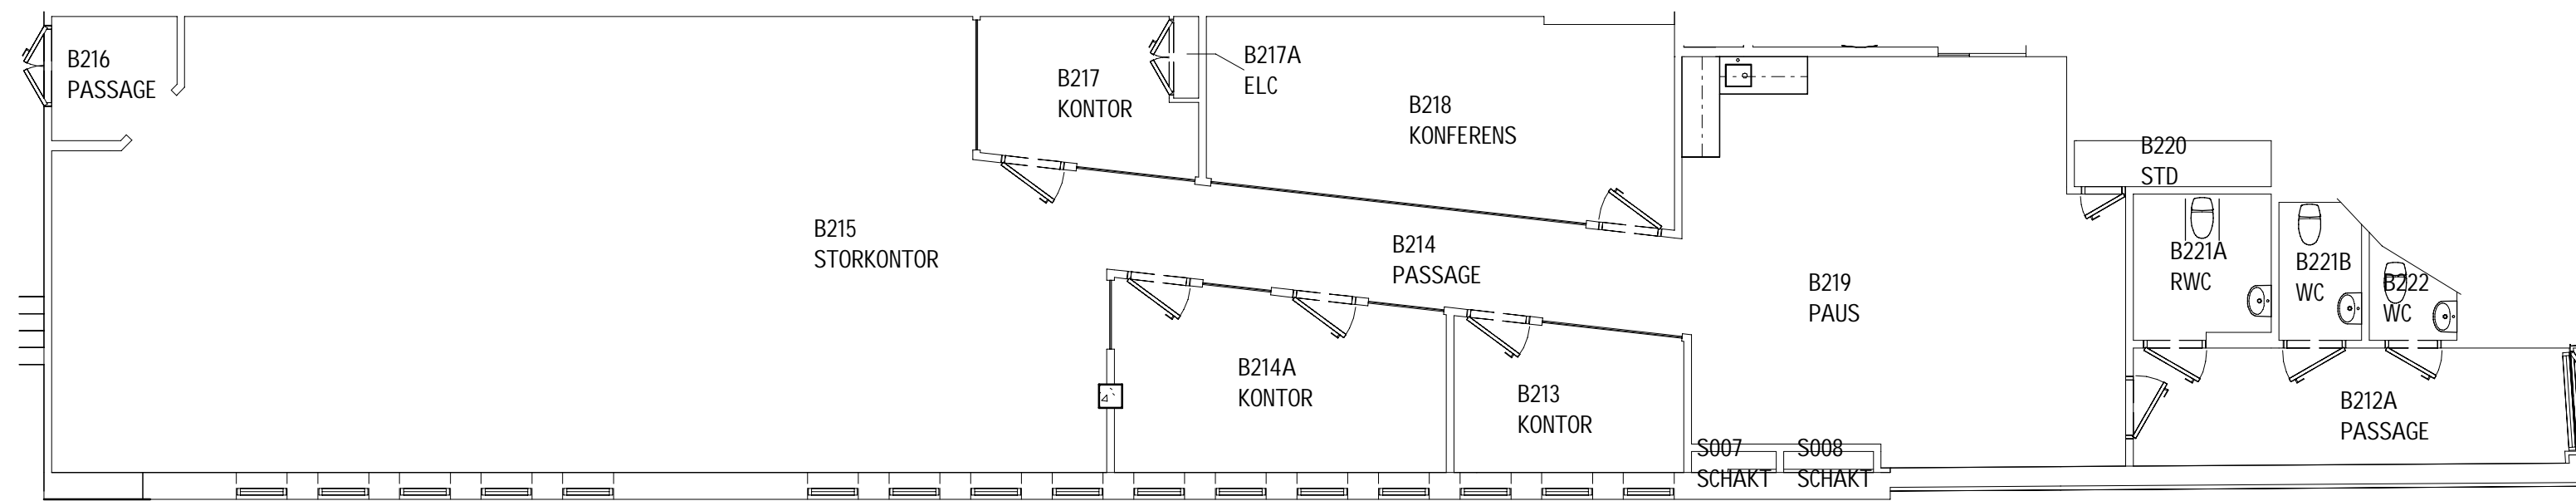 B216
PASSAGE
B217
KONTOR
B217A
ELC
B218
KONFERENS
B220
STD
B215
STORKONTOR
B214
PASSAGE
B219
PAUS
B221A
RWC
B221B
WC
B222
WC
B214A
KONTOR
B213
KONTOR
B212A
PASSAGE
S007
SCHAKT
S008
SCHAKT